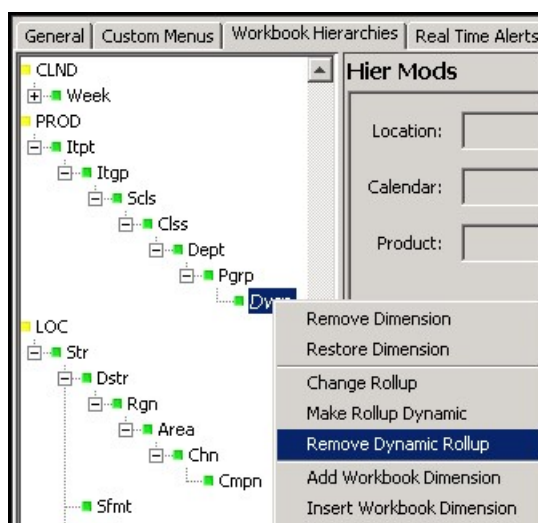 General
Custom Menus
Workbook Hierarchies
Real Time Alerts
CLND
Week
PROD
Itpt
Itgp
Scls
Clss
Dept
Pgrp
LOC
Str
Dstr
Rgn
Area
Chn
Cmpn
Sfmt
Hier Mods
Location:
Calendar:
Product:
Remove Dimension
Restore Dimension
Change Rollup
Make Rollup Dynamic
Remove Dynamic Rollup
Add Workbook Dimension
Insert Workbook Dimension